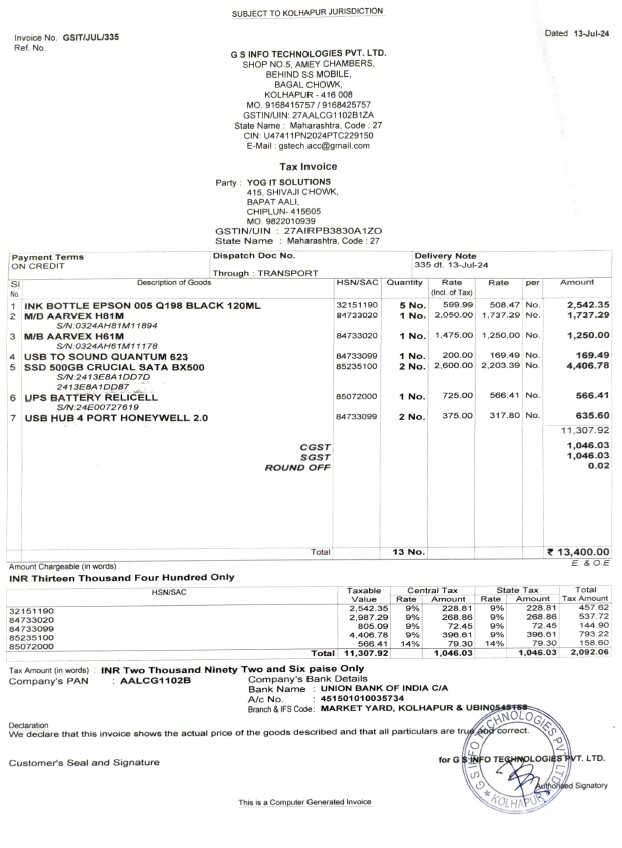 SUBJECT TO KOLHAPUR JURISDICTION
Invoice No. GSIT/JUL/335
Dated 13-Jul-24
Ref. No.
G S INFO TECHNOLOGIES PVT. LTD.
SHOP NO.5, AMEY CHAMBERS,
BEHIND SS MOBILE,
BAGAL CHOWK,
KOLHAPUR - 416 008
MO. 9168415757 / 9168425757
GSTIN/UIN: 27AALCG1102B1ZA
State Name : Maharashtra, Code : 27
CIN: U47411PN2024PTC229150
E-Mail : gstech.acc@gmail.com
Tax Invoice
Party : YOG IT SOLUTIONS
415, SHIVAJI CHOWK,
BAPAT AALI,
CHIPLUN- 415605
MO. 9822010939
GSTIN/UIN : 27AIRPB3830A1ZO
State Name : Maharashtra, Code : 27
Payment Terms Dispatch Doc No. Delivery Note
ON CREDIT 335 dt. 13-Jul-24
Through : TRANSPORT
Sl No. Description of Goods HSN/SAC Quantity Rate (Incl. of Tax) Rate per Amount
1 INK BOTTLE EPSON 005 Q198 BLACK 120ML 32151190 5 No. 599.99 508.47 No. 2,542.35
2 M/B AARVEX H81M 84733020 1 No. 2,050.00 1,737.29 No. 1,737.29
S/N:0324AH81M11894
3 M/B AARVEX H61M 84733020 1 No. 1,475.00 1,250.00 No. 1,250.00
S/N:0324AH61M11178
4 USB TO SOUND QUANTUM 623 84733099 1 No. 200.00 169.49 No. 169.49
5 SSD 500GB CRUCIAL SATA BX500 85235100 2 No. 2,600.00 2,203.39 No. 4,406.78
S/N:2413E8A1DD7D
2413E8A1DD87
6 UPS BATTERY RELICELL 85072000 1 No. 725.00 566.41 No. 566.41
S/N:24E00727619
7 USB HUB 4 PORT HONEYWELL 2.0 84733099 2 No. 375.00 317.80 No. 635.60
11,307.92
CGST 1,046.03
SGST 1,046.03
ROUND OFF 0.02
Total 13 No. ₹ 13,400.00
Amount Chargeable (in words) E. & O.E
INR Thirteen Thousand Four Hundred Only
HSN/SAC Taxable Value Central Tax Rate Amount State Tax Rate Amount Total Tax Amount
32151190 2,542.35 9% 228.81 9% 228.81 457.62
84733020 2,987.29 9% 268.86 9% 268.86 537.72
84733099 805.09 9% 72.45 9% 72.45 144.90
85235100 4,406.78 9% 396.61 9% 396.61 793.22
85072000 566.41 14% 79.30 14% 79.30 158.60
Total 11,307.92 1,046.03 1,046.03 2,092.06
Tax Amount (in words) : INR Two Thousand Ninety Two and Six paise Only
Company's PAN : AALCG1102B
Company's Bank Details
Bank Name : UNION BANK OF INDIA C/A
A/c No. : 451501010035734
Branch & IFS Code: MARKET YARD, KOLHAPUR &
Declaration
We declare that this invoice shows the actual price of the goods described and that all particulars are true and correct.
for G S INFO TECHNOLOGIES PVT. LTD.
Customer's Seal and Signature
Authorised Signatory
G S INFO TECHNOLOGIES PVT. LTD. * KOLHAPUR *
This is a Computer Generated Invoice